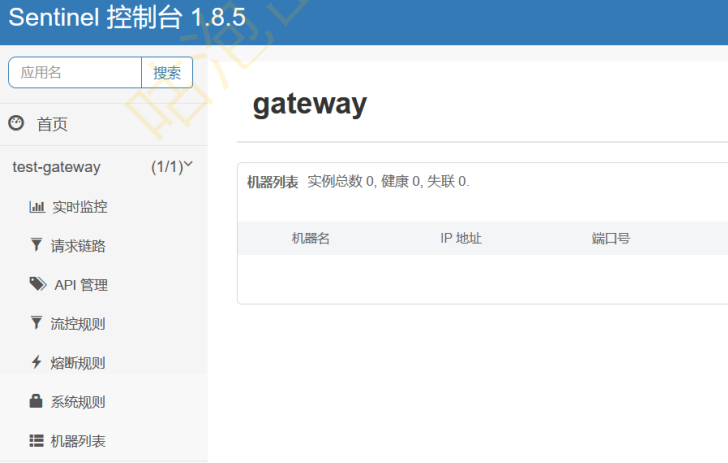 Sentinel 控制台 1.8.5
应用名 搜索
首页
test-gateway (1/1)
实时监控
请求链路
API 管理
流控规则
熔断规则
系统规则
机器列表
gateway
机器列表 实例总数 0, 健康 0, 失联 0.
机器名 IP 地址 端口号